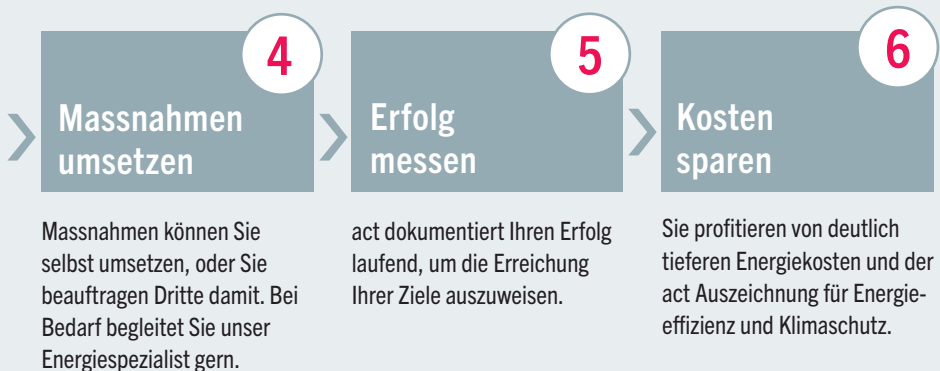 4
Massnahmen
umsetzen
Massnahmen können Sie
selbst umsetzen, oder Sie
beauftragen Dritte damit. Bei
Bedarf begleitet Sie unser
Energiespezialist gern.
5
Erfolg
messen
act dokumentiert Ihren Erfolg
laufend, um die Erreichung
Ihrer Ziele auszuweisen.
6
Kosten
sparen
Sie profitieren von deutlich
tieferen Energiekosten und der
act Auszeichnung für Energie-
effizienz und Klimaschutz.